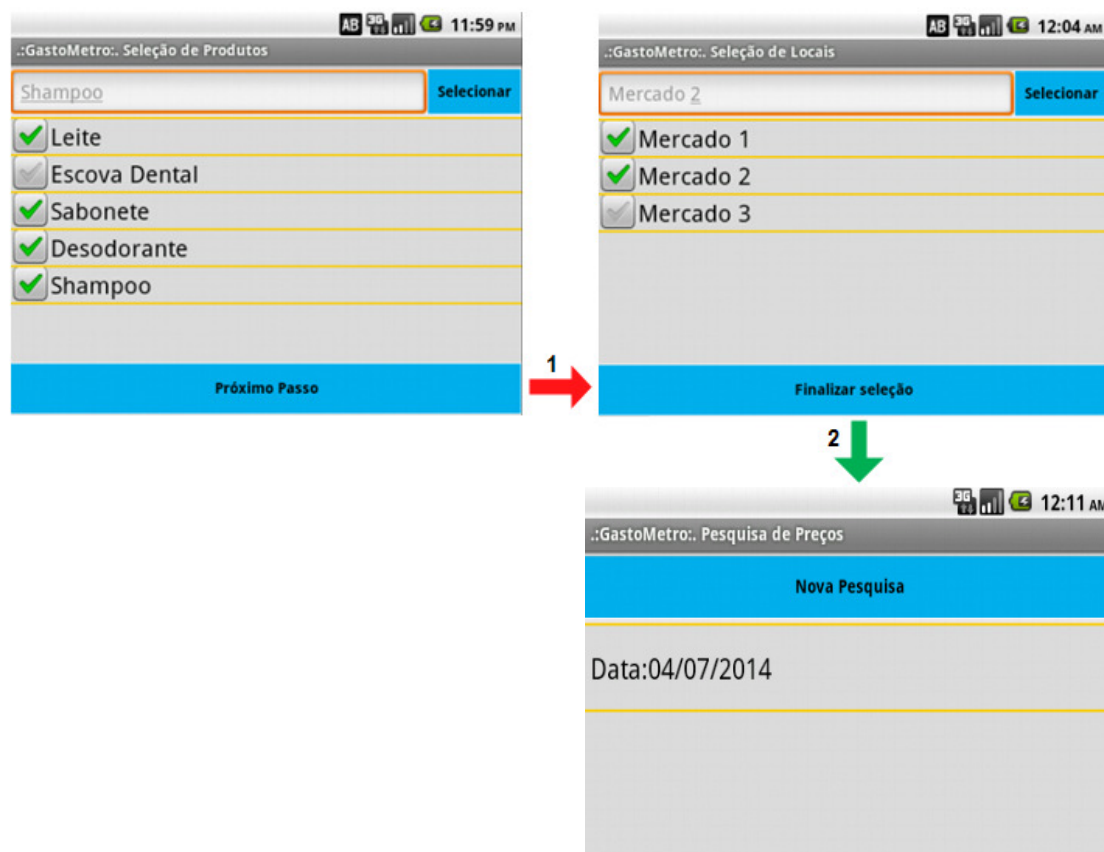 AB 3G 11:59 PM
.:GastoMetro:. Seleção de Produtos
Shampoo Selecionar
Leite
Escova Dental
Sabonete
Desodorante
Shampoo
Próximo Passo
1
AB 3G 12:04 AM
.:GastoMetro:. Seleção de Locais
Mercado 2 Selecionar
Mercado 1
Mercado 2
Mercado 3
Finalizar seleção
2
3G 12:11 AM
.:GastoMetro:. Pesquisa de Preços
Nova Pesquisa
Data:04/07/2014